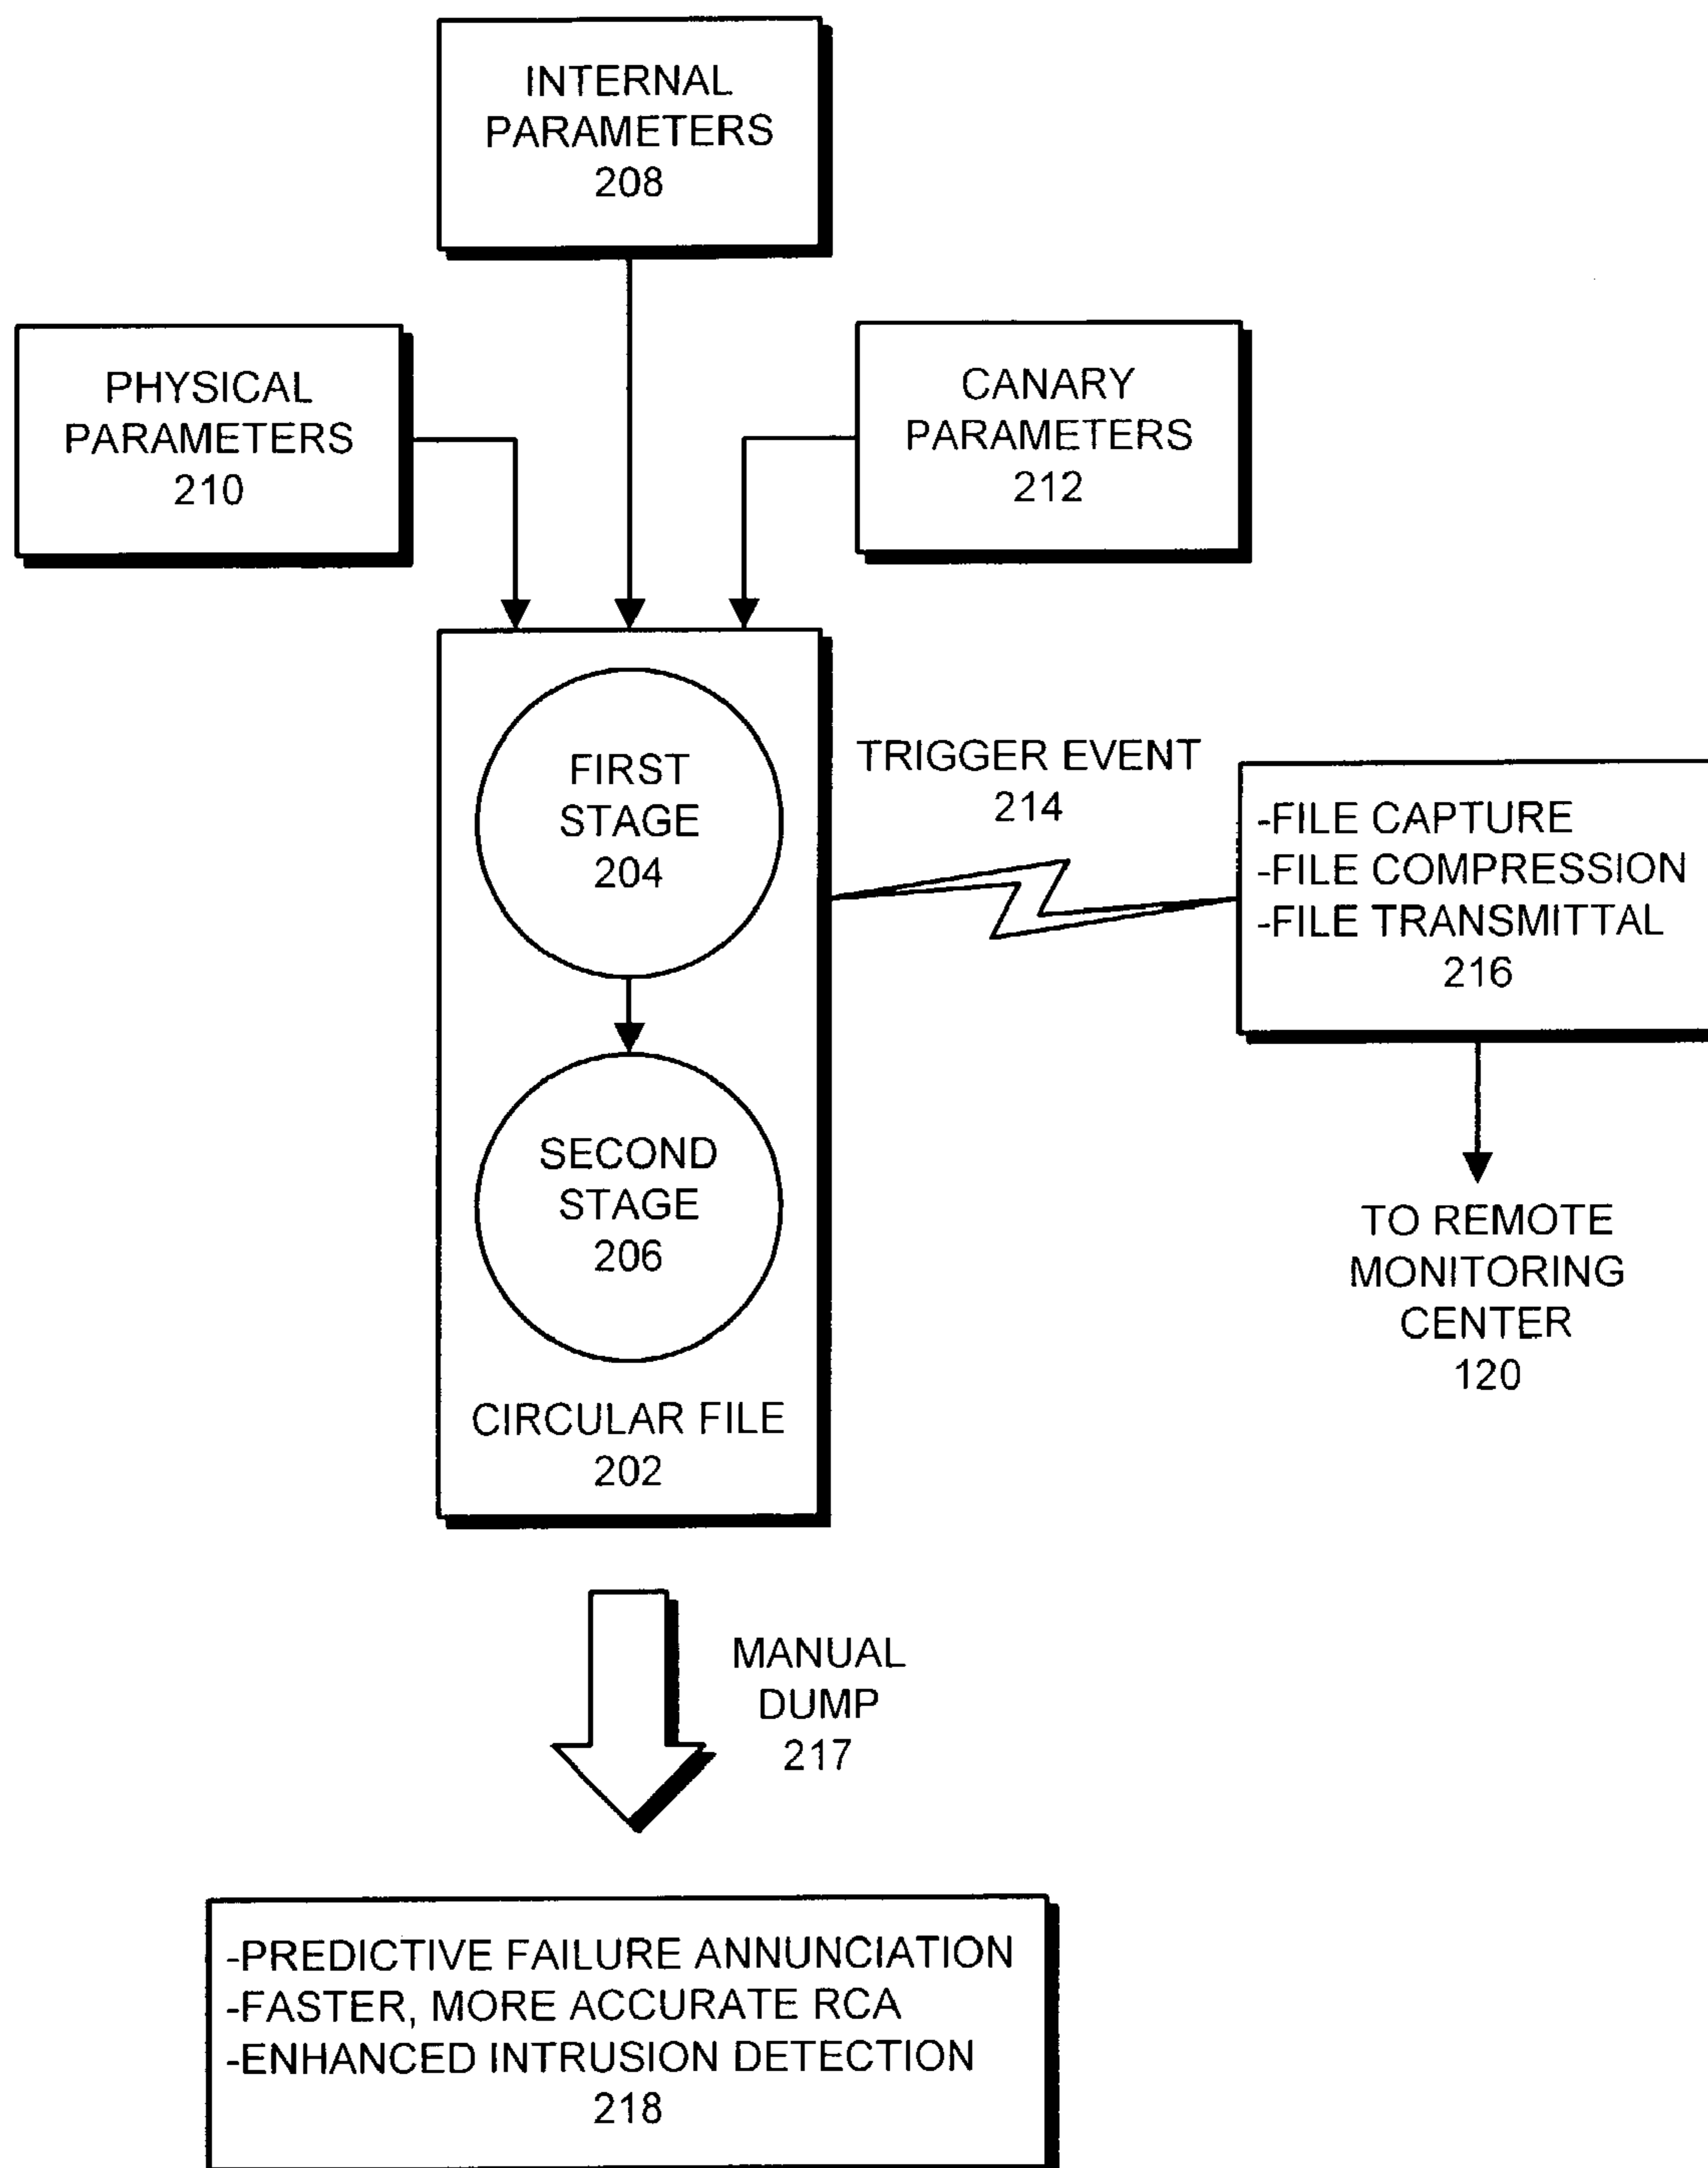 INTERNAL
PARAMETERS
208
PHYSICAL
PARAMETERS
210
CANARY
PARAMETERS
212
FIRST
STAGE
204
TRIGGER EVENT
214
-FILE CAPTURE
-FILE COMPRESSION
-FILE TRANSMITTAL
216
SECOND
STAGE
206
CIRCULAR FILE
202
TO REMOTE
MONITORING
CENTER
120
MANUAL
DUMP
217
-PREDICTIVE FAILURE ANNUNCIATION
-FASTER, MORE ACCURATE RCA
-ENHANCED INTRUSION DETECTION
218